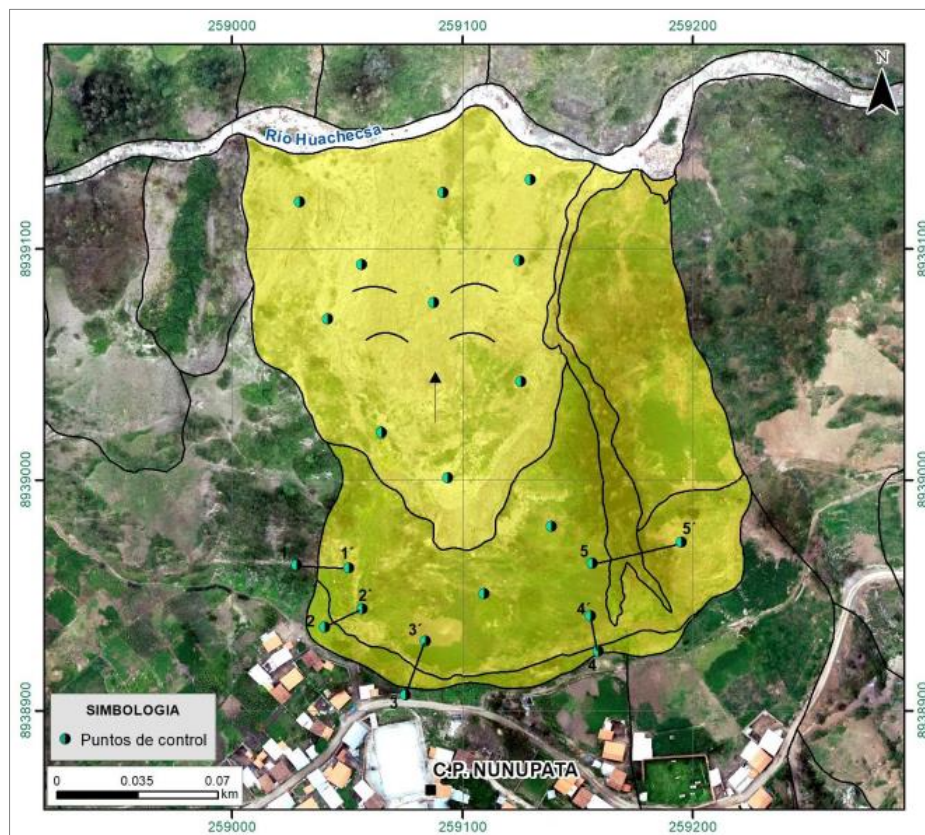 259000 259100 259200
N
Río Huachecsa
8939100 8939100
8939000 8939000
5´
5
1 1´
2´
4´
2
3´
4
3
8938900 8938900
SIMBOLOGIA
Puntos de control
0 0.035 0.07
km
C.P. NUNUPATA
259000 259100 259200